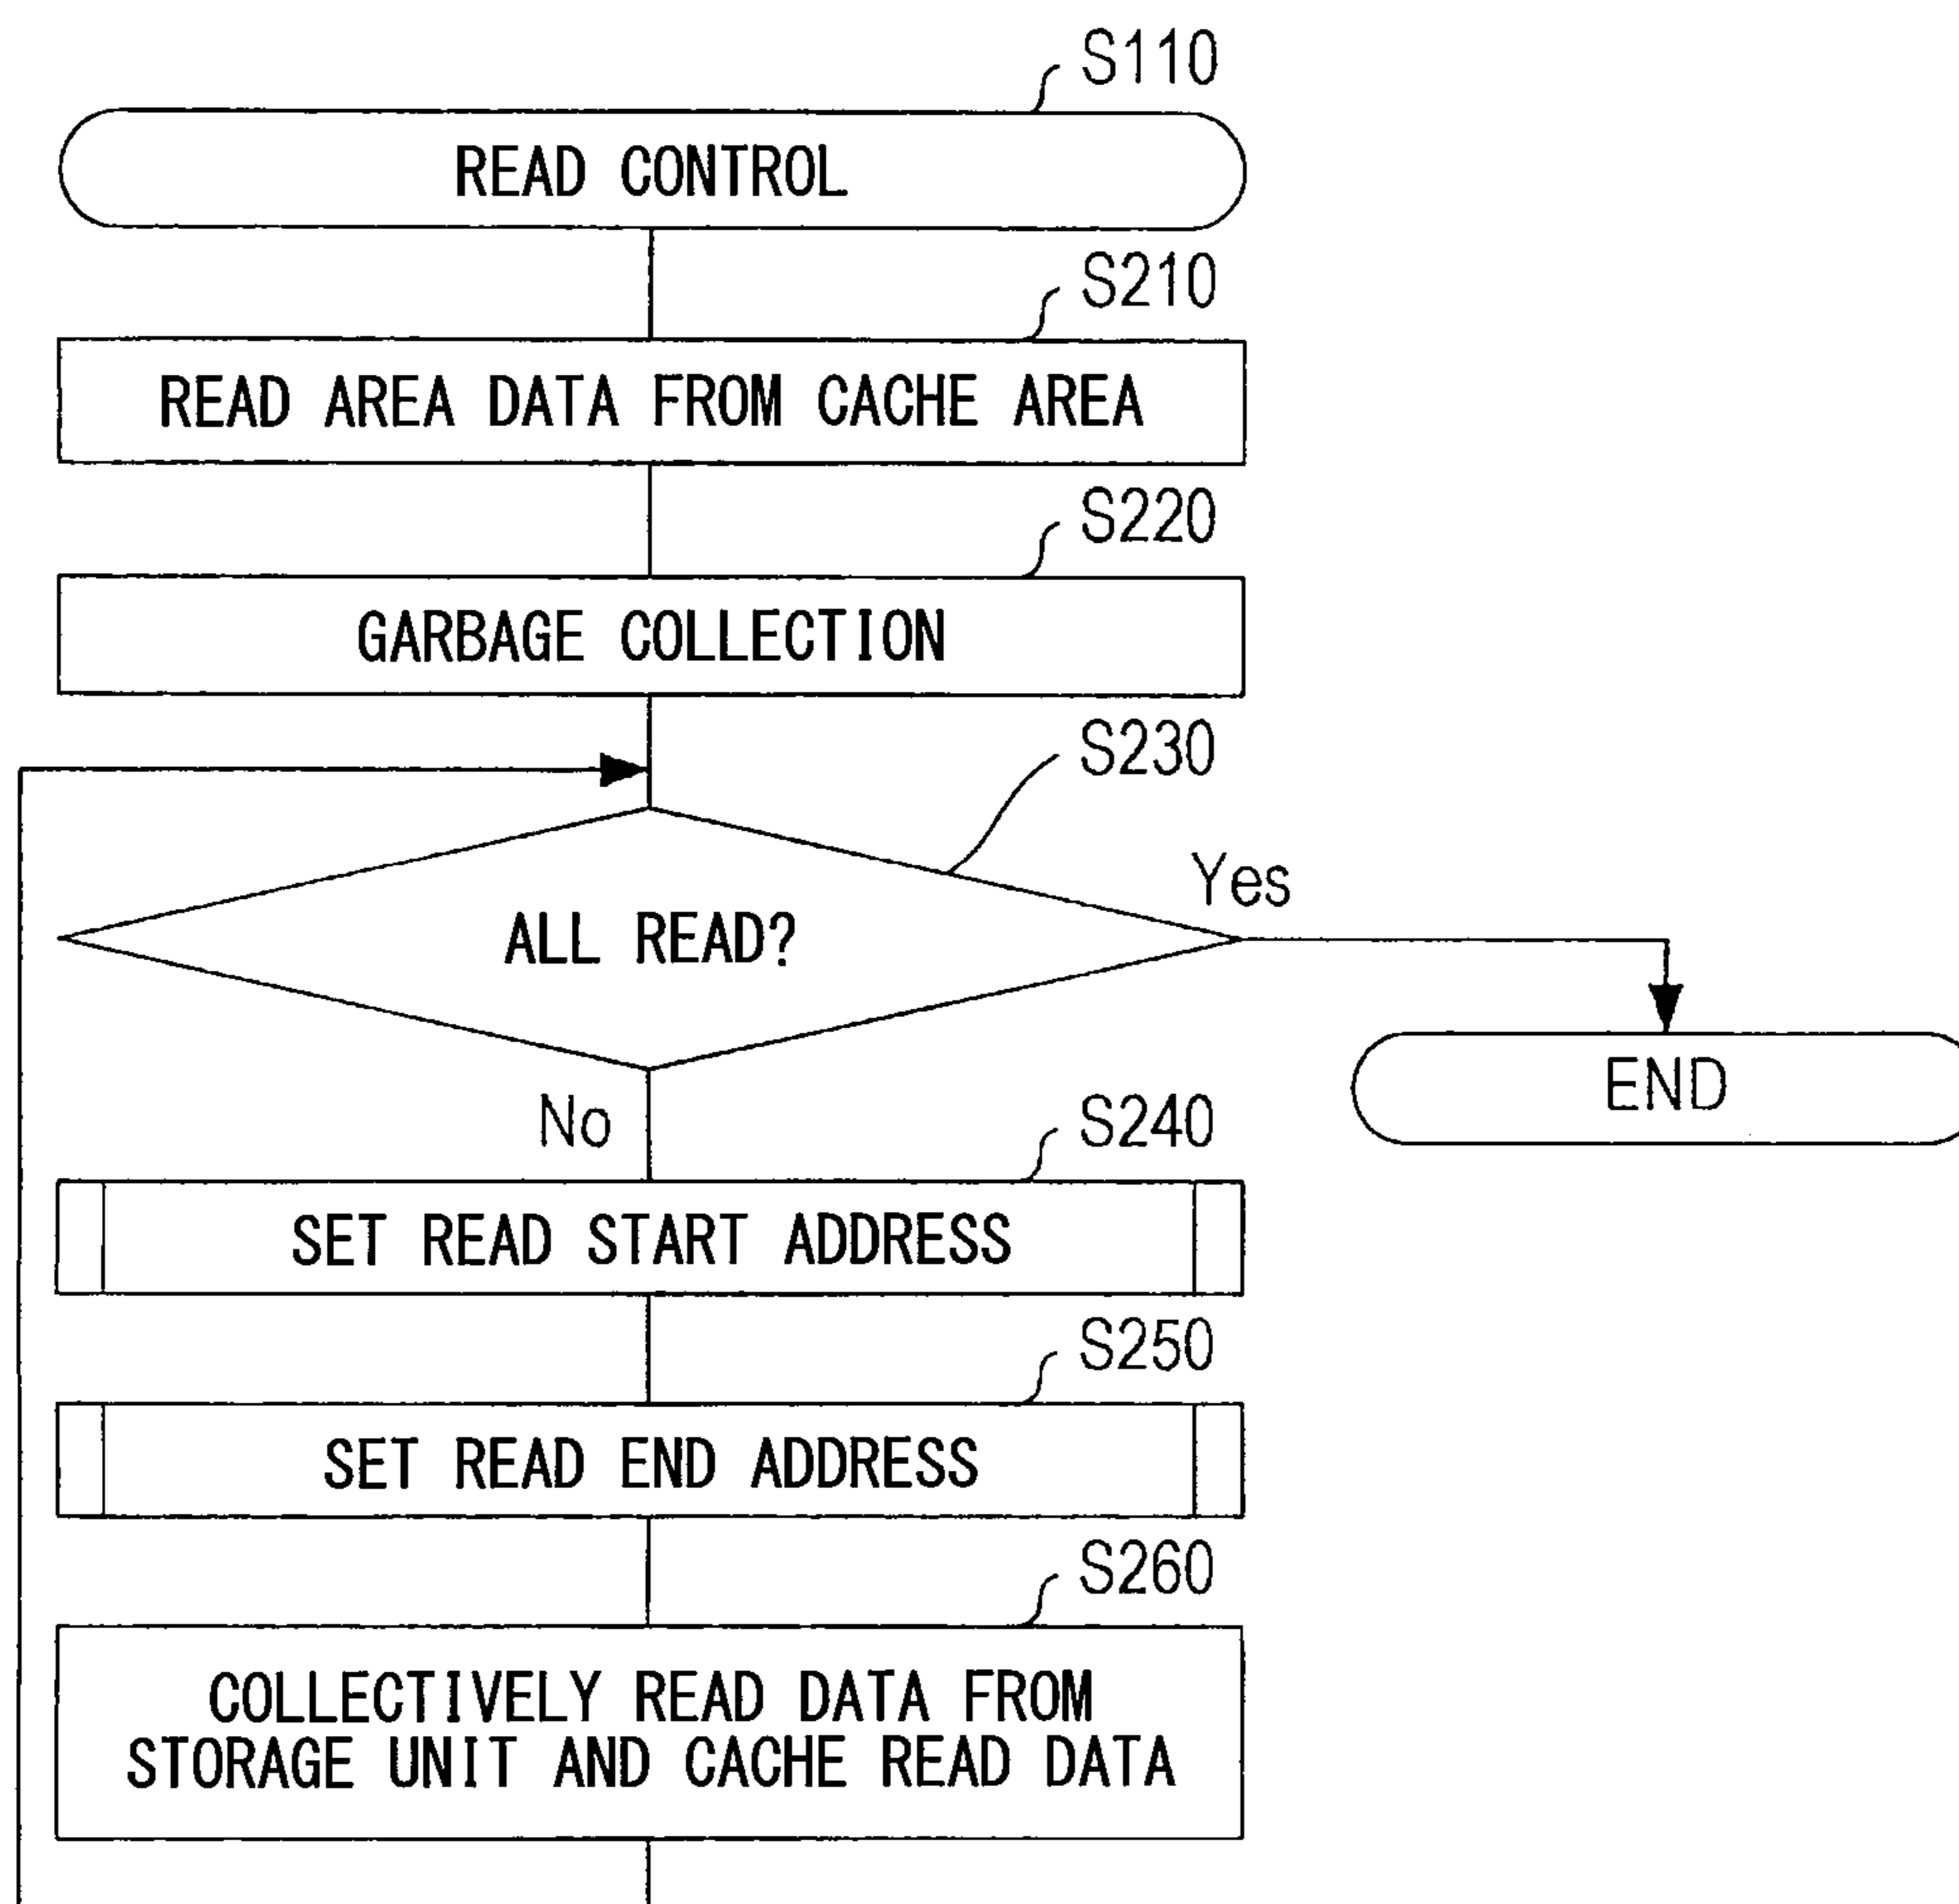 S110
READ CONTROL
S210
READ AREA DATA FROM CACHE AREA
S220
GARBAGE COLLECTION
S230
Yes
ALL READ?
END
No
S240
SET READ START ADDRESS
S250
SET READ END ADDRESS
S260
COLLECTIVELY READ DATA FROM
STORAGE UNIT AND CACHE READ DATA